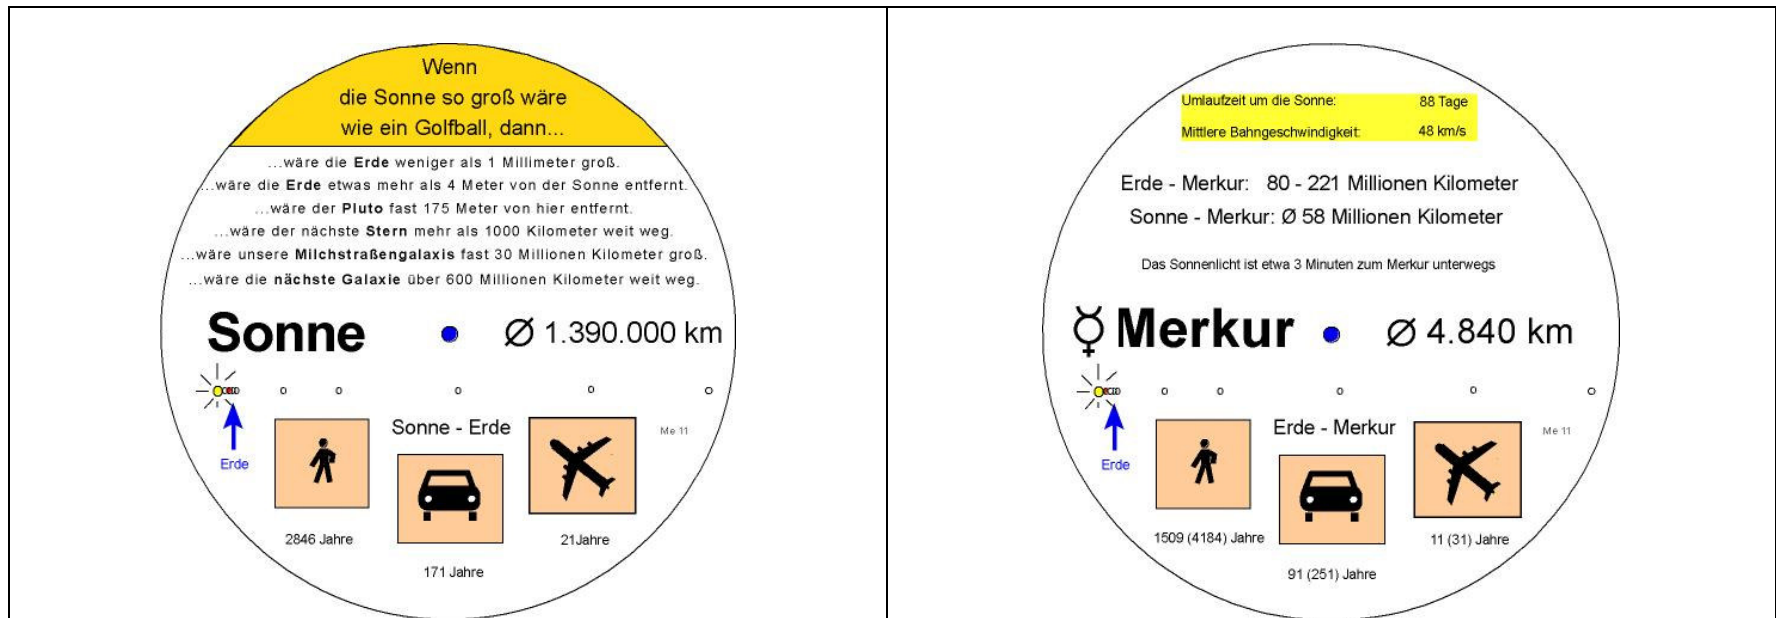 Wenn
die Sonne so groß wäre
wie ein Golfball, dann...
...wäre die Erde weniger als 1 Millimeter groß.
...wäre die Erde etwas mehr als 4 Meter von der Sonne entfernt.
...wäre der Pluto fast 175 Meter von hier entfernt.
...wäre der nächste Stern mehr als 1000 Kilometer weit weg.
...wäre unsere Milchstraßengalaxis fast 30 Millionen Kilometer groß.
...wäre die nächste Galaxie über 600 Millionen Kilometer weit weg.
Sonne Ø 1.390.000 km
Sonne - Erde
Me 11
Erde
2846 Jahre
21Jahre
171 Jahre
Umlaufzeit um die Sonne: 88 Tage
Mittlere Bahngeschwindigkeit: 48 km/s
Erde - Merkur: 80 - 221 Millionen Kilometer
Sonne - Merkur: Ø 58 Millionen Kilometer
Das Sonnenlicht ist etwa 3 Minuten zum Merkur unterwegs
☿ Merkur Ø 4.840 km
Erde - Merkur
Me 11
Erde
1509 (4184) Jahre
11 (31) Jahre
91 (251) Jahre